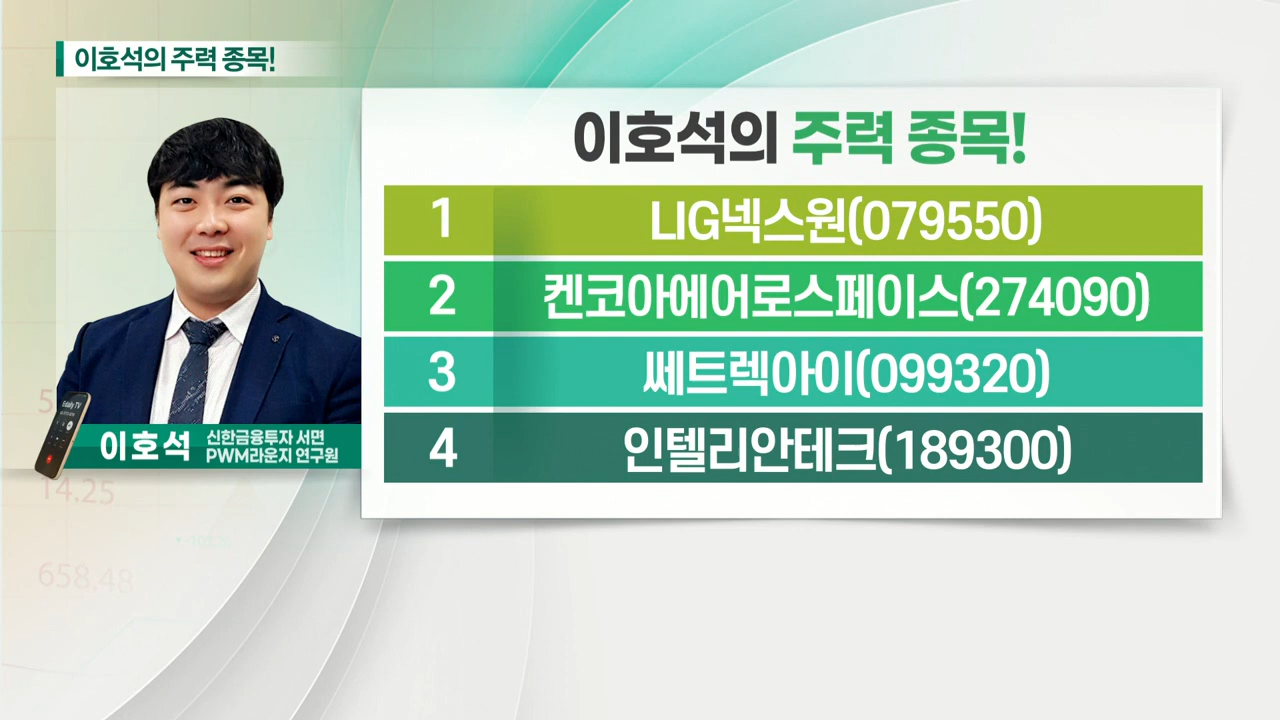 이호석의 주력 종목!
이호석의 주력 종목!
1 LIG넥스원(079550)
2 켄코아에어로스페이스(274090)
3 쎄트렉아이(099320)
4 인텔리안테크(189300)
Edaily TV
이호석 신한금융투자 서면
PWM라운지 연구원
14.25
658.48